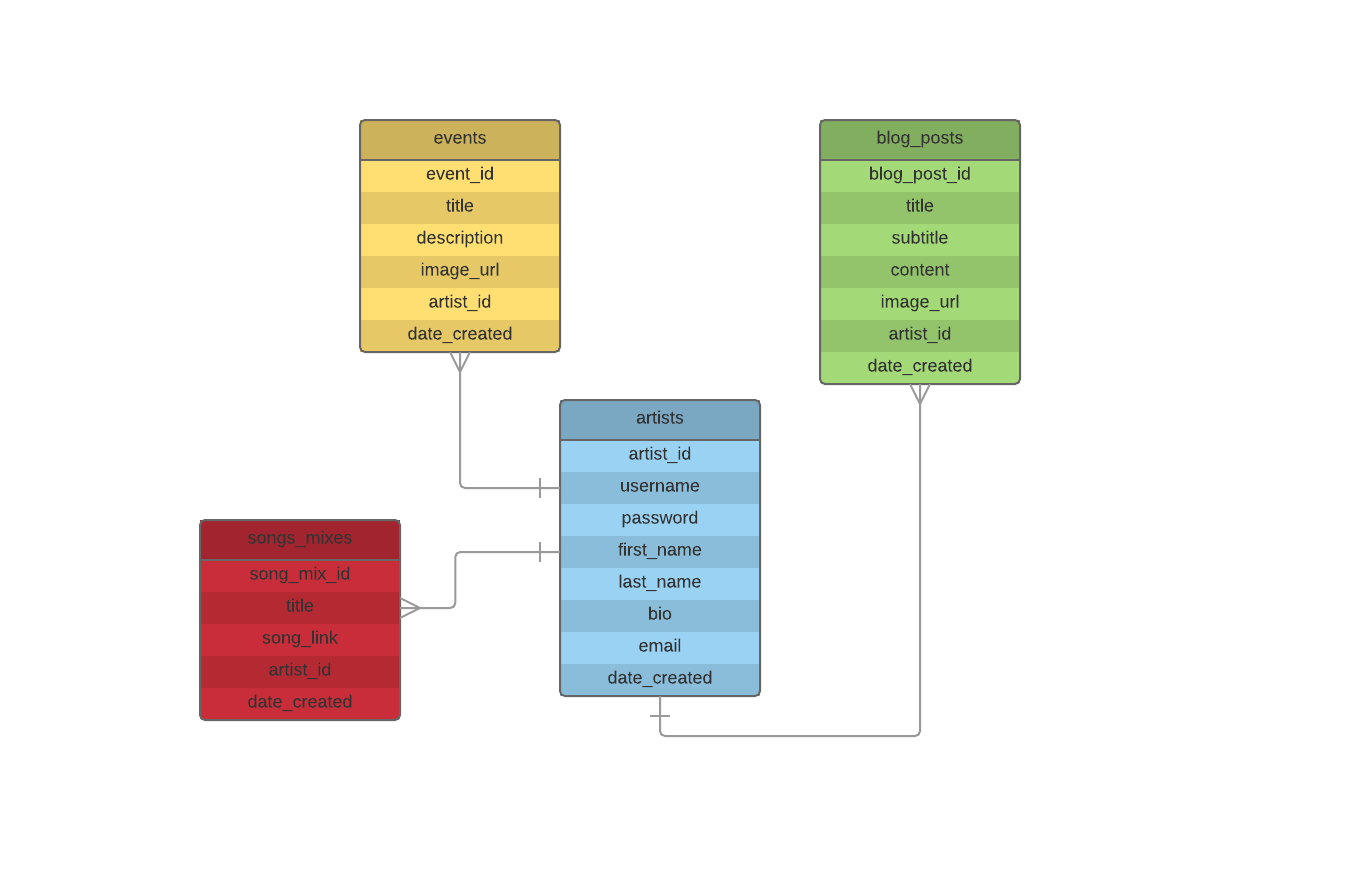 events
event_id
title
description
image_url
artist_id
date_created
blog_posts
blog_post_id
title
subtitle
content
image_url
artist_id
date_created
artists
artist_id
username
password
first_name
last_name
bio
email
date_created
songs_mixes
song_mix_id
title
song_link
artist_id
date_created